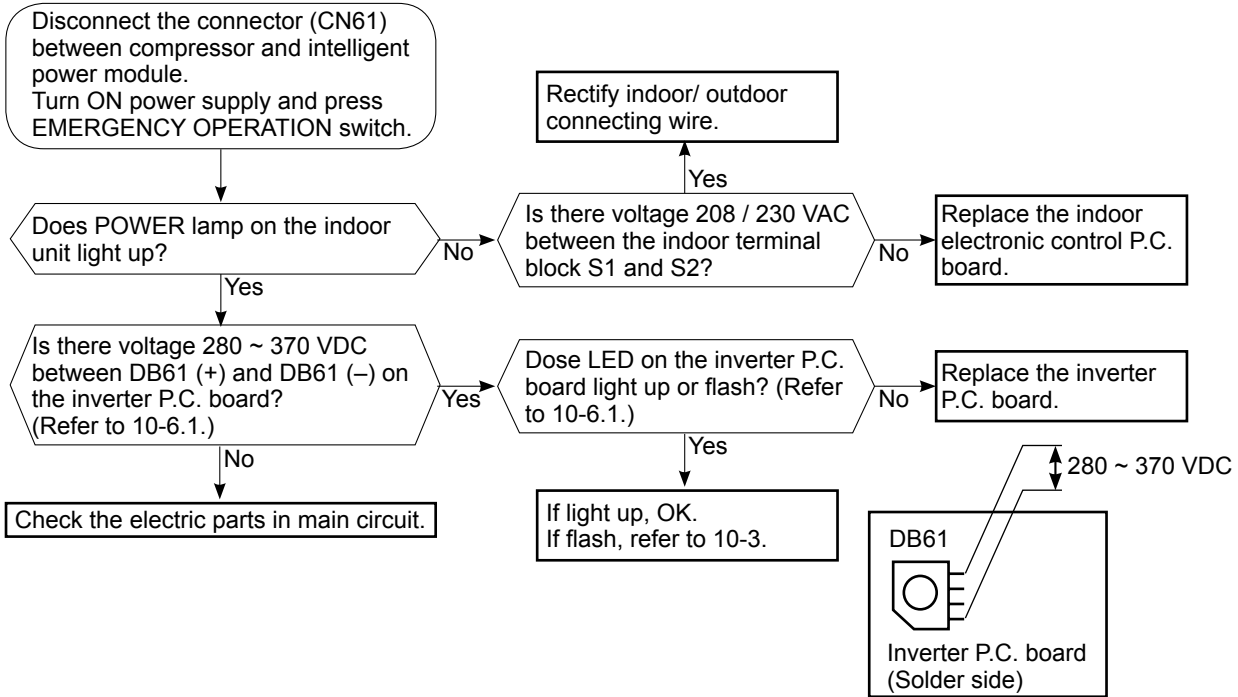 Disconnect the connector (CN61)
between compressor and intelligent
power module.
Turn ON power supply and press
EMERGENCY OPERATION switch.
Rectify indoor/ outdoor
connecting wire.
Yes
Does POWER lamp on the indoor
unit light up?
No
Is there voltage 208 / 230 VAC
between the indoor terminal
block S1 and S2?
No
Replace the indoor
electronic control P.C.
board.
Yes
Is there voltage 280 ~ 370 VDC
between DB61 (+) and DB61 (–) on
the inverter P.C. board?
(Refer to 10-6.1.)
Yes
Dose LED on the inverter P.C.
board light up or flash? (Refer
to 10-6.1.)
No
Replace the inverter
P.C. board.
No
Check the electric parts in main circuit.
Yes
If light up, OK.
If flash, refer to 10-3.
280 ~ 370 VDC
DB61
Inverter P.C. board
(Solder side)